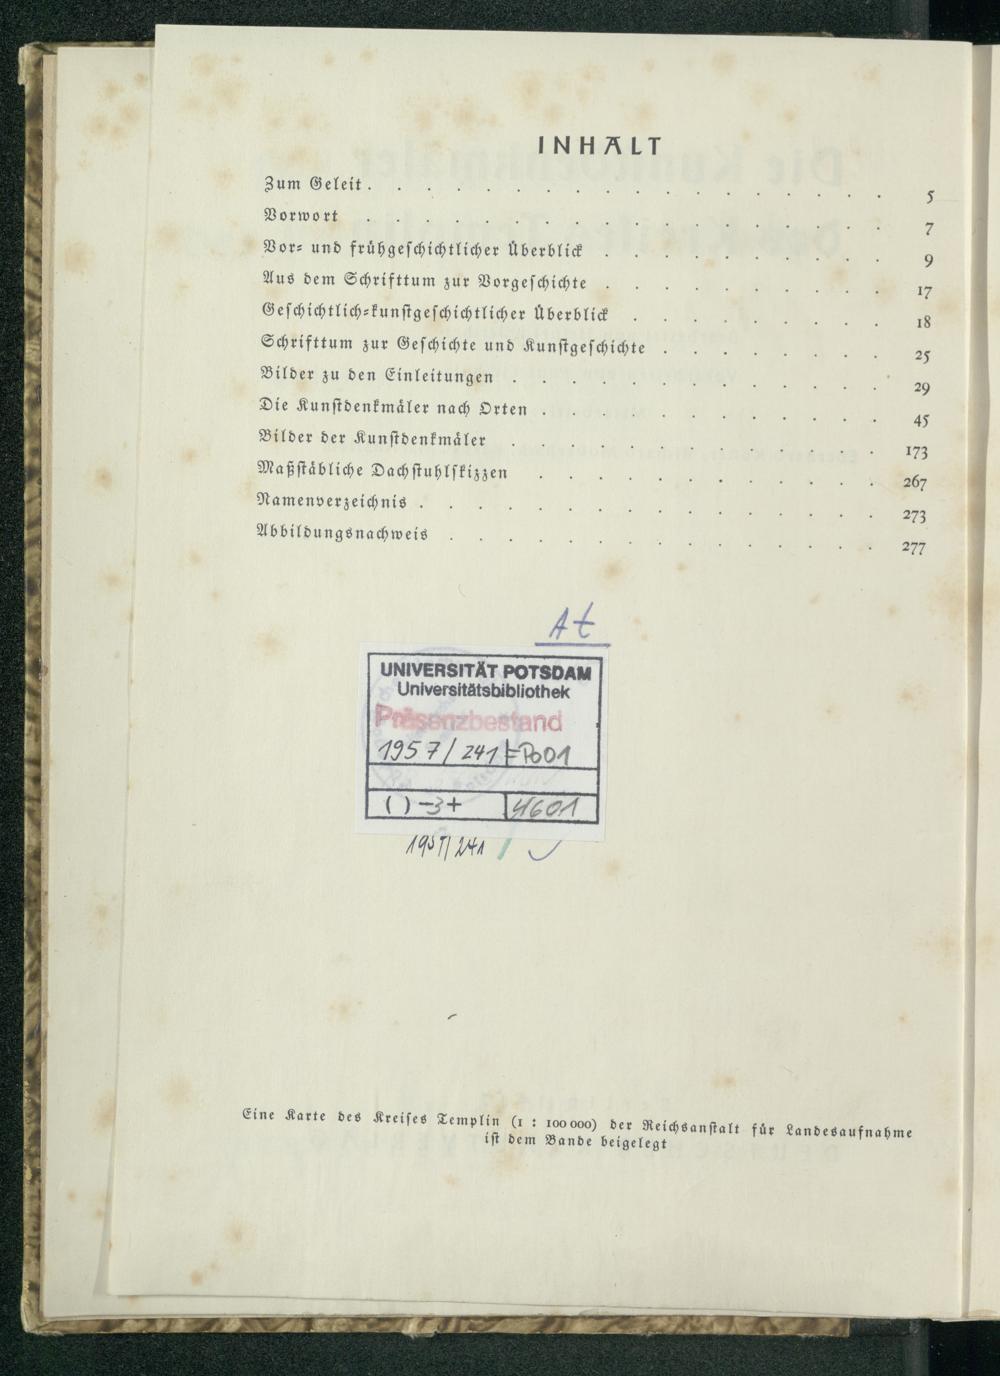 INHALT
Zum Geleit . . . . . . . . . . . . . . . . . . 5
Vorwort . . . . . . . . . . . . . . . . . . 7
Vor- und frühgeschichtlicher Überblick . . . . . . . . . . 9
Aus dem Schrifttum zur Vorgeschichte . . . . . . . . . . 17
Geschichtlich-kunstgeschichtlicher Überblick . . . . . . . . . 18
Schrifttum zur Geschichte und Kunstgeschichte . . . . . . . . 25
Bilder zu den Einleitungen . . . . . . . . . . . . . 29
Die Kunstdenkmäler nach Orten . . . . . . . . . . . . 45
Bilder der Kunstdenkmäler . . . . . . . . . . . . . 173
Maßstäbliche Dachstuhlskizzen . . . . . . . . . . . . 267
Namenverzeichnis . . . . . . . . . . . . . . . . 273
Abbildungsnachweis . . . . . . . . . . . . . . . 277
At
UNIVERSITÄT POTSDAM
Universitätsbibliothek
Präsenzbestand
1957/241 =Po01
( ) -3+ 4601
1957/241
Eine Karte des Kreises Templin (1 : 100 000) der Reichsanstalt für Landesaufnahme
ist dem Bande beigelegt